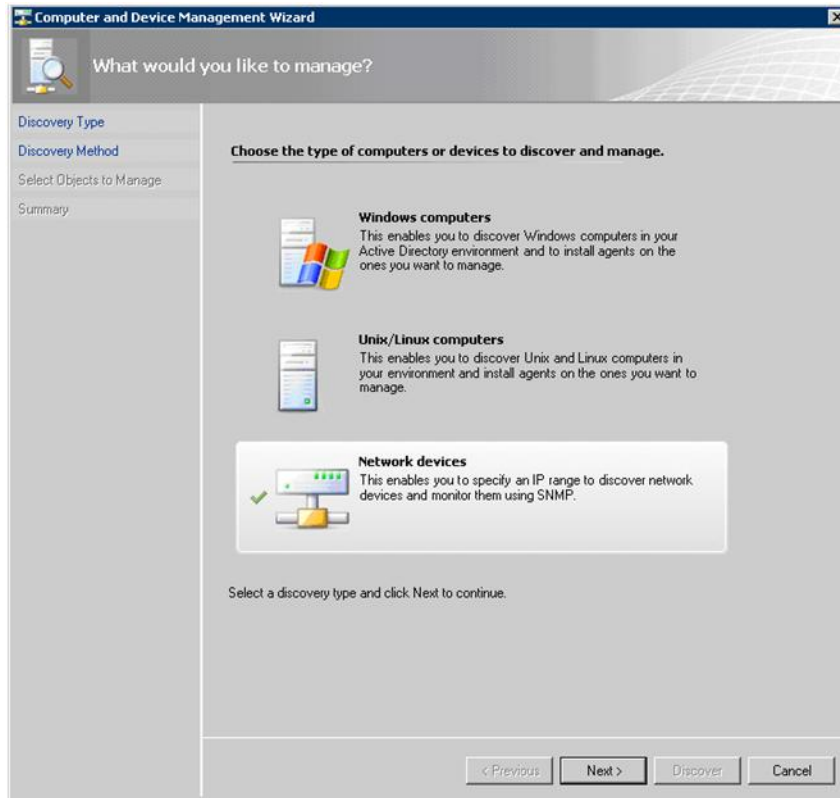 Computer and Device Management Wizard
What would you like to manage?
Discovery Type
Discovery Method
Select Objects to Manage
Summary
Choose the type of computers or devices to discover and manage.
Windows computers
This enables you to discover Windows computers in your
Active Directory environment and to install agents on the
ones you want to manage.
Unix/Linux computers
This enables you to discover Unix and Linux computers in
your environment and install agents on the ones you want to
manage.
Network devices
This enables you to specify an IP range to discover network
devices and monitor them using SNMP.
Select a discovery type and click Next to continue.
< Previous
Next >
Discover
Cancel